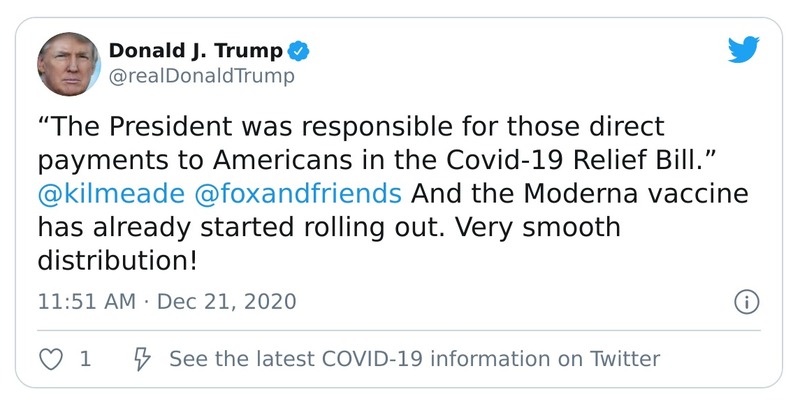 Donald J. Trump
@realDonaldTrump
“The President was responsible for those direct
payments to Americans in the Covid-19 Relief Bill.”
@kilmeade @foxandfriends And the Moderna vaccine
has already started rolling out. Very smooth
distribution!
11:51 AM · Dec 21, 2020
1 See the latest COVID-19 information on Twitter